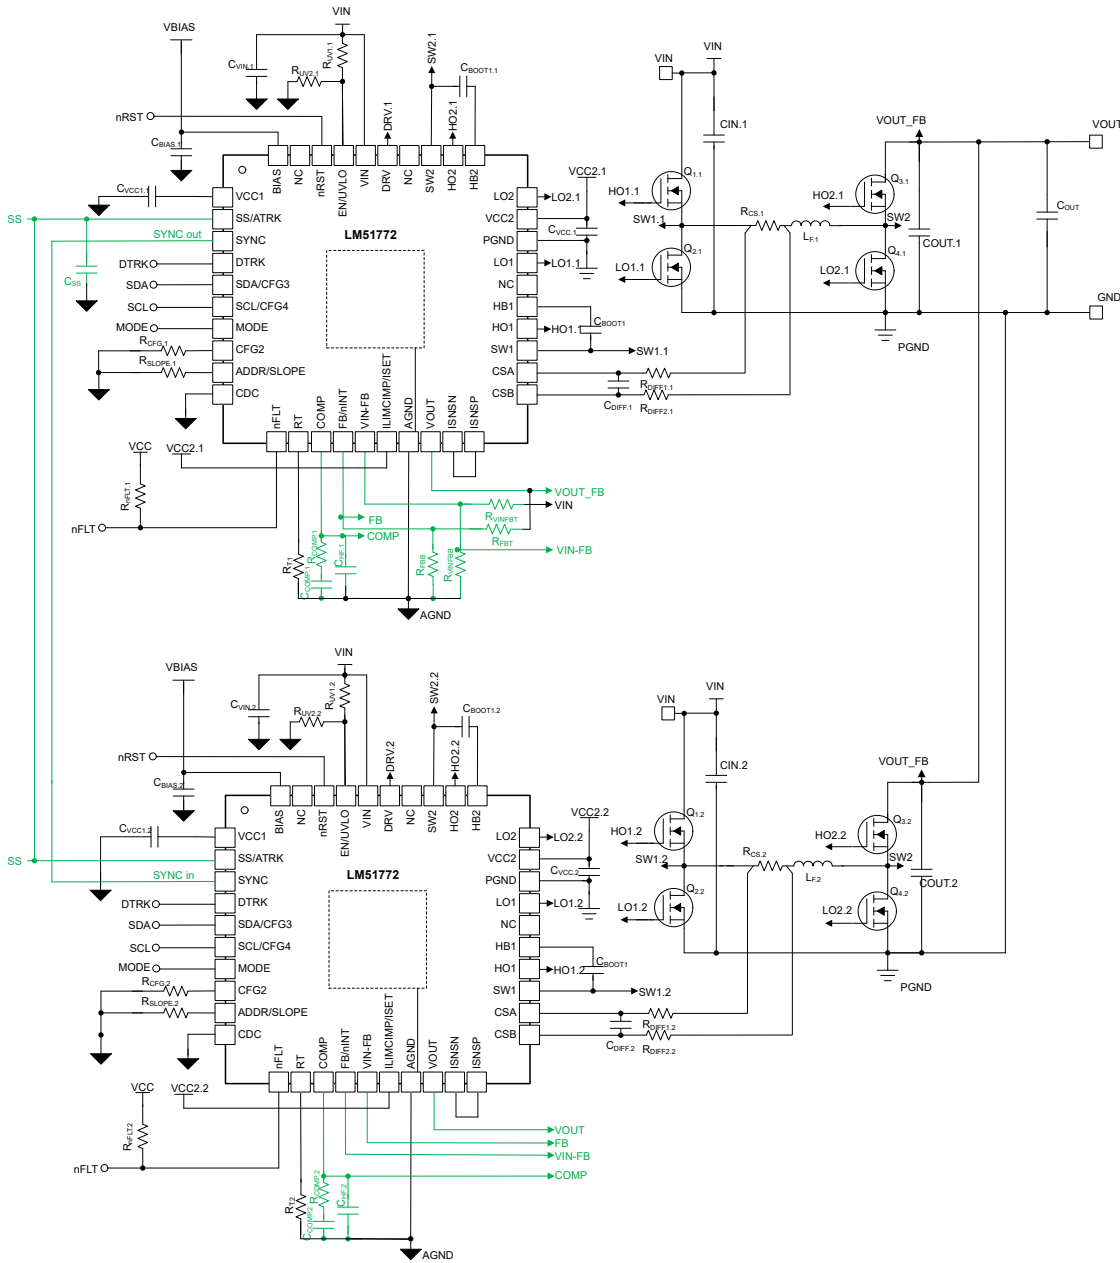 VIN
VBIAS
CVIN.1
RUV1.1
RUV2.1
SW2.1
CBOOT1.1
nRST
DRV.1
HO2.1
CBIAS.1
BIAS
NC
nRST
EN/UVLO
VIN
DRV
NC
SW2
HO2
HB2
CVCC1.1
VCC1
SS
SS/ATRK
SYNC out
SYNC
CSS
DTRK
DTRK
SDA
SDA/CFG3
SCL
SCL/CFG4
MODE
MODE
RCFG.1
CFG2
RSLOPE.1
ADDR/SLOPE
CDC
LM51772
LO2
LO2.1
VCC2.1
VCC2
CVCC.1
PGND
LO1
LO1.1
NC
HB1
CBOOT1
HO1
HO1.1
SW1
SW1.1
CSA
RDIFF1.1
CDIFF.1
CSB
RDIFF2.1
nFLT
RT
COMP
FB/nINT
VIN-FB
ILIMCIMP/ISET
AGND
VOUT
ISNSN
ISNSP
VCC
VCC2.1
RnFLT.1
nFLT
VOUT_FB
RVINFBT
VIN
FB
RFBT
COMP
VIN-FB
RT.1
RCOMP.1
CCOMP.1
CHF.1
RFBB
RVINFBB
AGND
VIN
VIN
CIN.1
VOUT_FB
VOUT
Q1.1
HO1.1
SW1.1
Q3.1
HO2.1
RCS.1
LF.1
SW2
COUT
COUT.1
Q2.1
LO1.1
Q4.1
LO2.1
GND
PGND
VIN
VBIAS
CVIN.2
RUV1.2
RUV2.2
SW2.2
CBOOT1.2
nRST
DRV.2
HO2.2
CBIAS.2
BIAS
NC
nRST
EN/UVLO
VIN
DRV
NC
SW2
HO2
HB2
CVCC1.2
VCC1
SS
SS/ATRK
SYNC in
SYNC
DTRK
DTRK
SDA
SDA/CFG3
SCL
SCL/CFG4
MODE
MODE
RCFG.2
CFG2
RSLOPE.2
ADDR/SLOPE
CDC
LM51772
LO2
LO2.2
VCC2.2
VCC2
CVCC.2
PGND
LO1
LO1.2
NC
HB1
CBOOT1
HO1
HO1.2
SW1
SW1.2
CSA
RDIFF1.2
CDIFF.2
CSB
RDIFF2.2
nFLT
RT
COMP
FB/nINT
VIN-FB
ILIMCIMP/ISET
AGND
VOUT
ISNSN
ISNSP
VCC
VCC2.2
RnFLT2
nFLT
VOUT
FB
VIN-FB
COMP
RT2
RCOMP.2
CCOMP2
CHF.2
AGND
VIN
VIN
CIN.2
VOUT_FB
Q1.2
HO1.2
SW1.2
Q3.2
HO2.2
RCS.2
LF.2
SW2
COUT.2
Q2.2
LO1.2
Q4.2
LO2.2
PGND